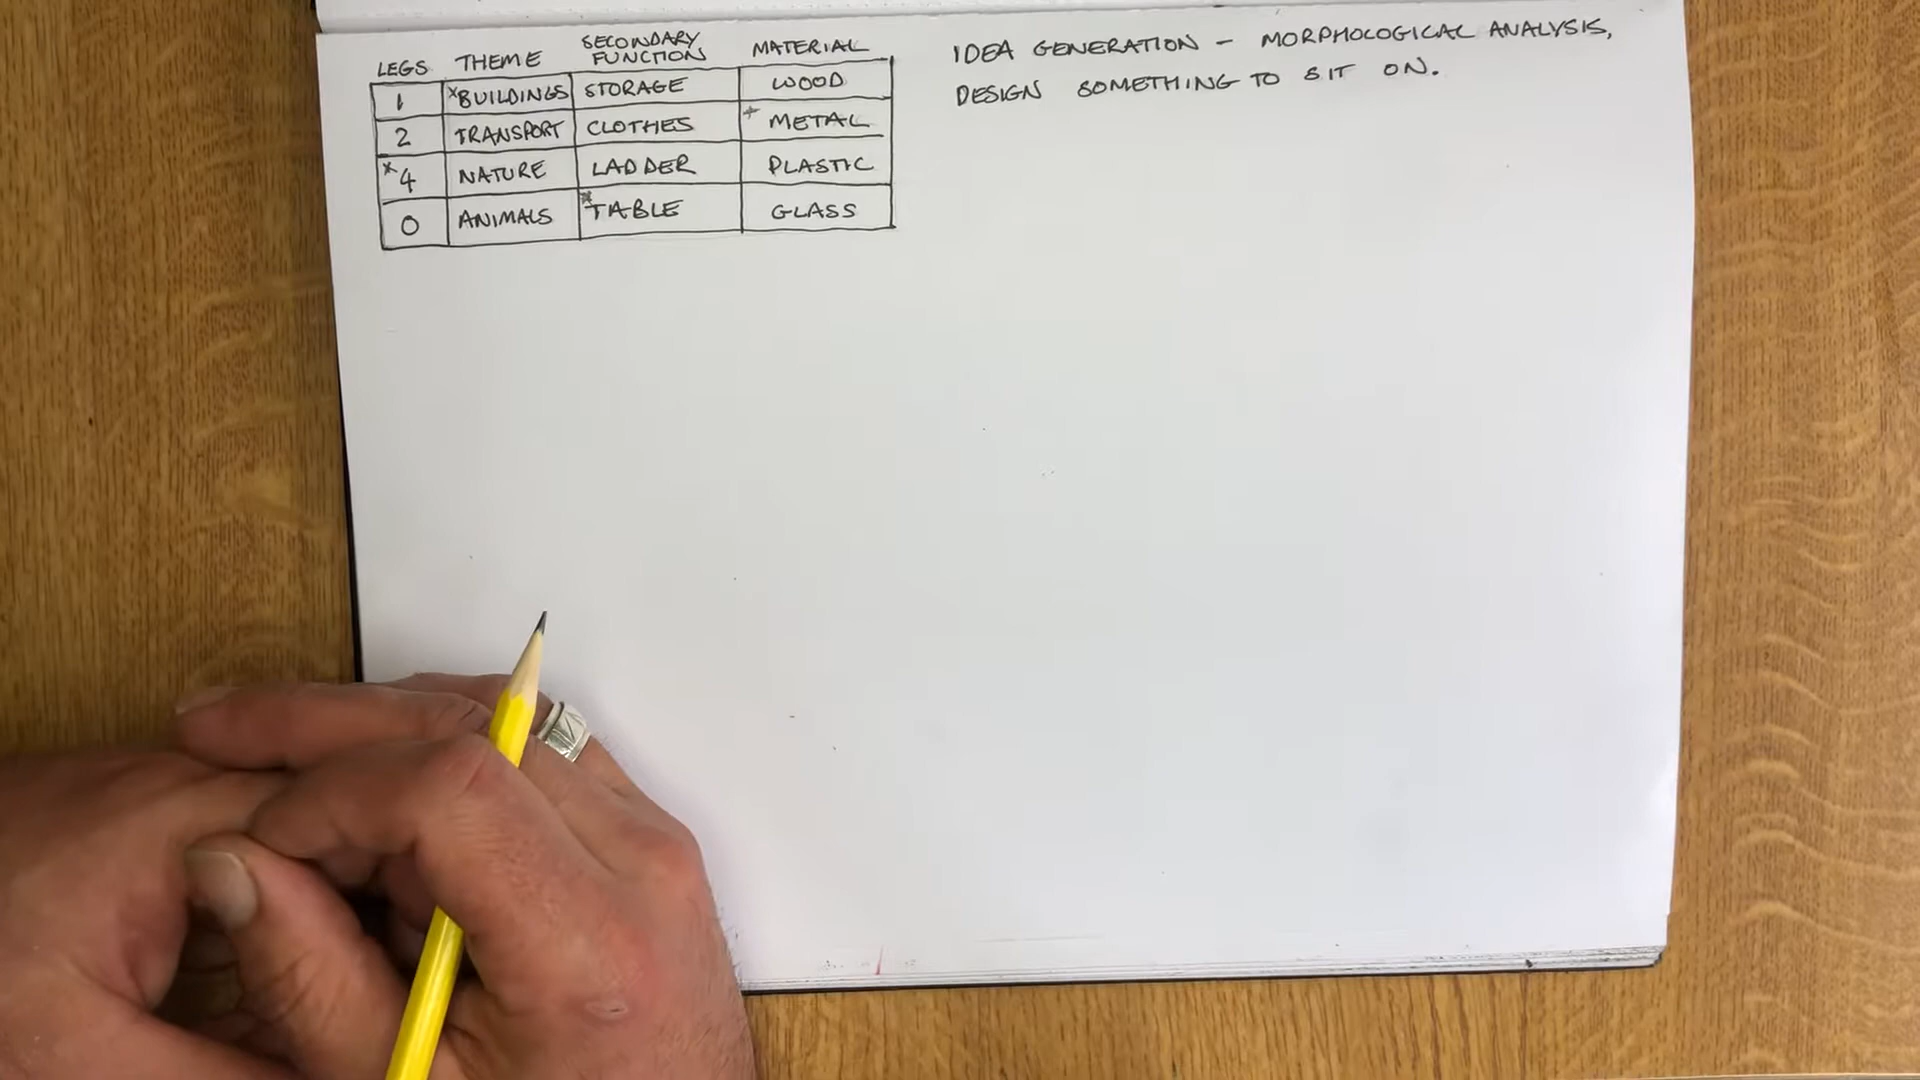 LEGS THEME SECONDARY FUNCTION MATERIAL
1 *BUILDINGS STORAGE WOOD
2 TRANSPORT CLOTHES +METAL
*4 NATURE LADDER PLASTIC
0 ANIMALS *TABLE GLASS
IDEA GENERATION - MORPHOLOGICAL ANALYSIS,
DESIGN SOMETHING TO SIT ON.